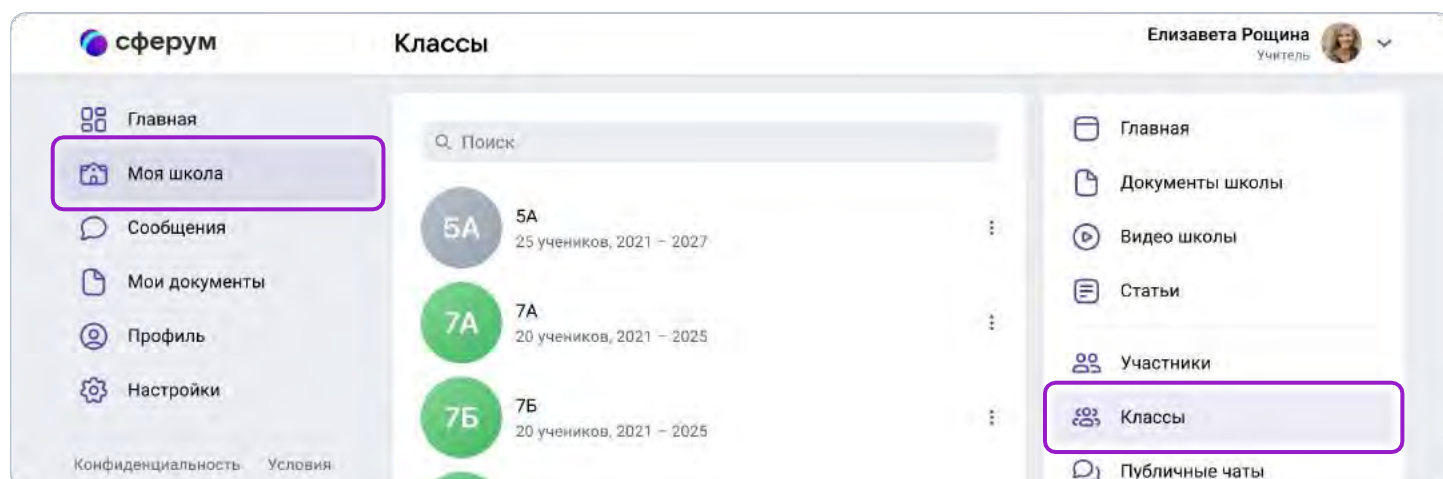 сферум
Классы
Елизавета Рощина
Учитель
Главная
Моя школа
Сообщения
Мои документы
Профиль
Настройки
Конфиденциальность Условия
Поиск
5А
5А
25 учеников, 2021 – 2027
7А
7А
20 учеников, 2021 – 2025
7Б
7Б
20 учеников, 2021 – 2025
Главная
Документы школы
Видео школы
Статьи
Участники
Классы
Публичные чаты